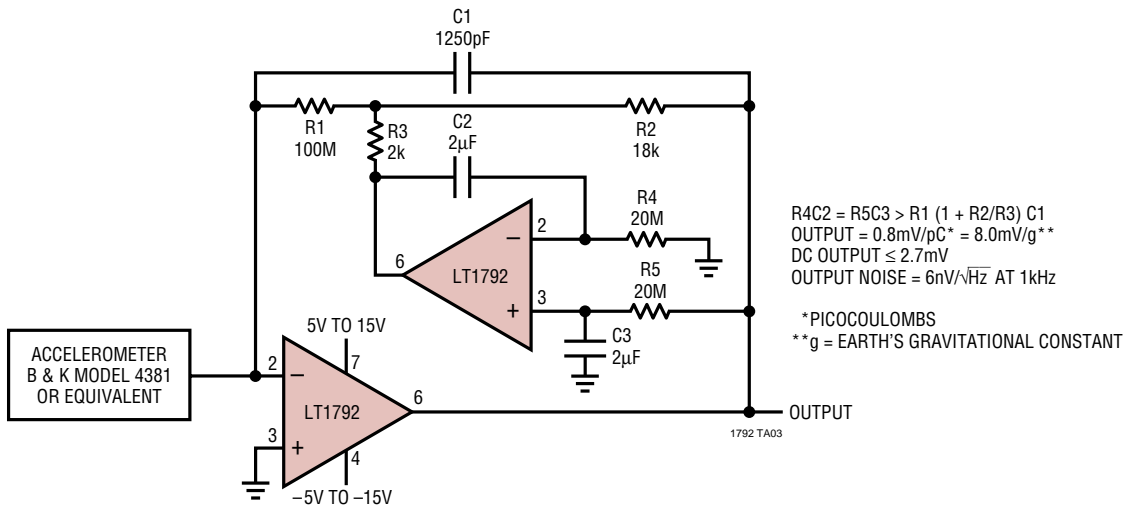 C1
1250pF
R1
100M
R3
2k
C2
2µF
R2
18k
R4
20M
2
−
6
LT1792
R5
20M
3
+
C3
2µF
R4C2 = R5C3 > R1 (1 + R2/R3) C1
OUTPUT = 0.8mV/pC* = 8.0mV/g**
DC OUTPUT ≤ 2.7mV
OUTPUT NOISE = 6nV/√Hz AT 1kHz
*PICOCOULOMBS
**g = EARTH'S GRAVITATIONAL CONSTANT
ACCELEROMETER
B & K MODEL 4381
OR EQUIVALENT
5V TO 15V
7
2
−
LT1792
6
3
+
4
−5V TO −15V
OUTPUT
1792 TA03